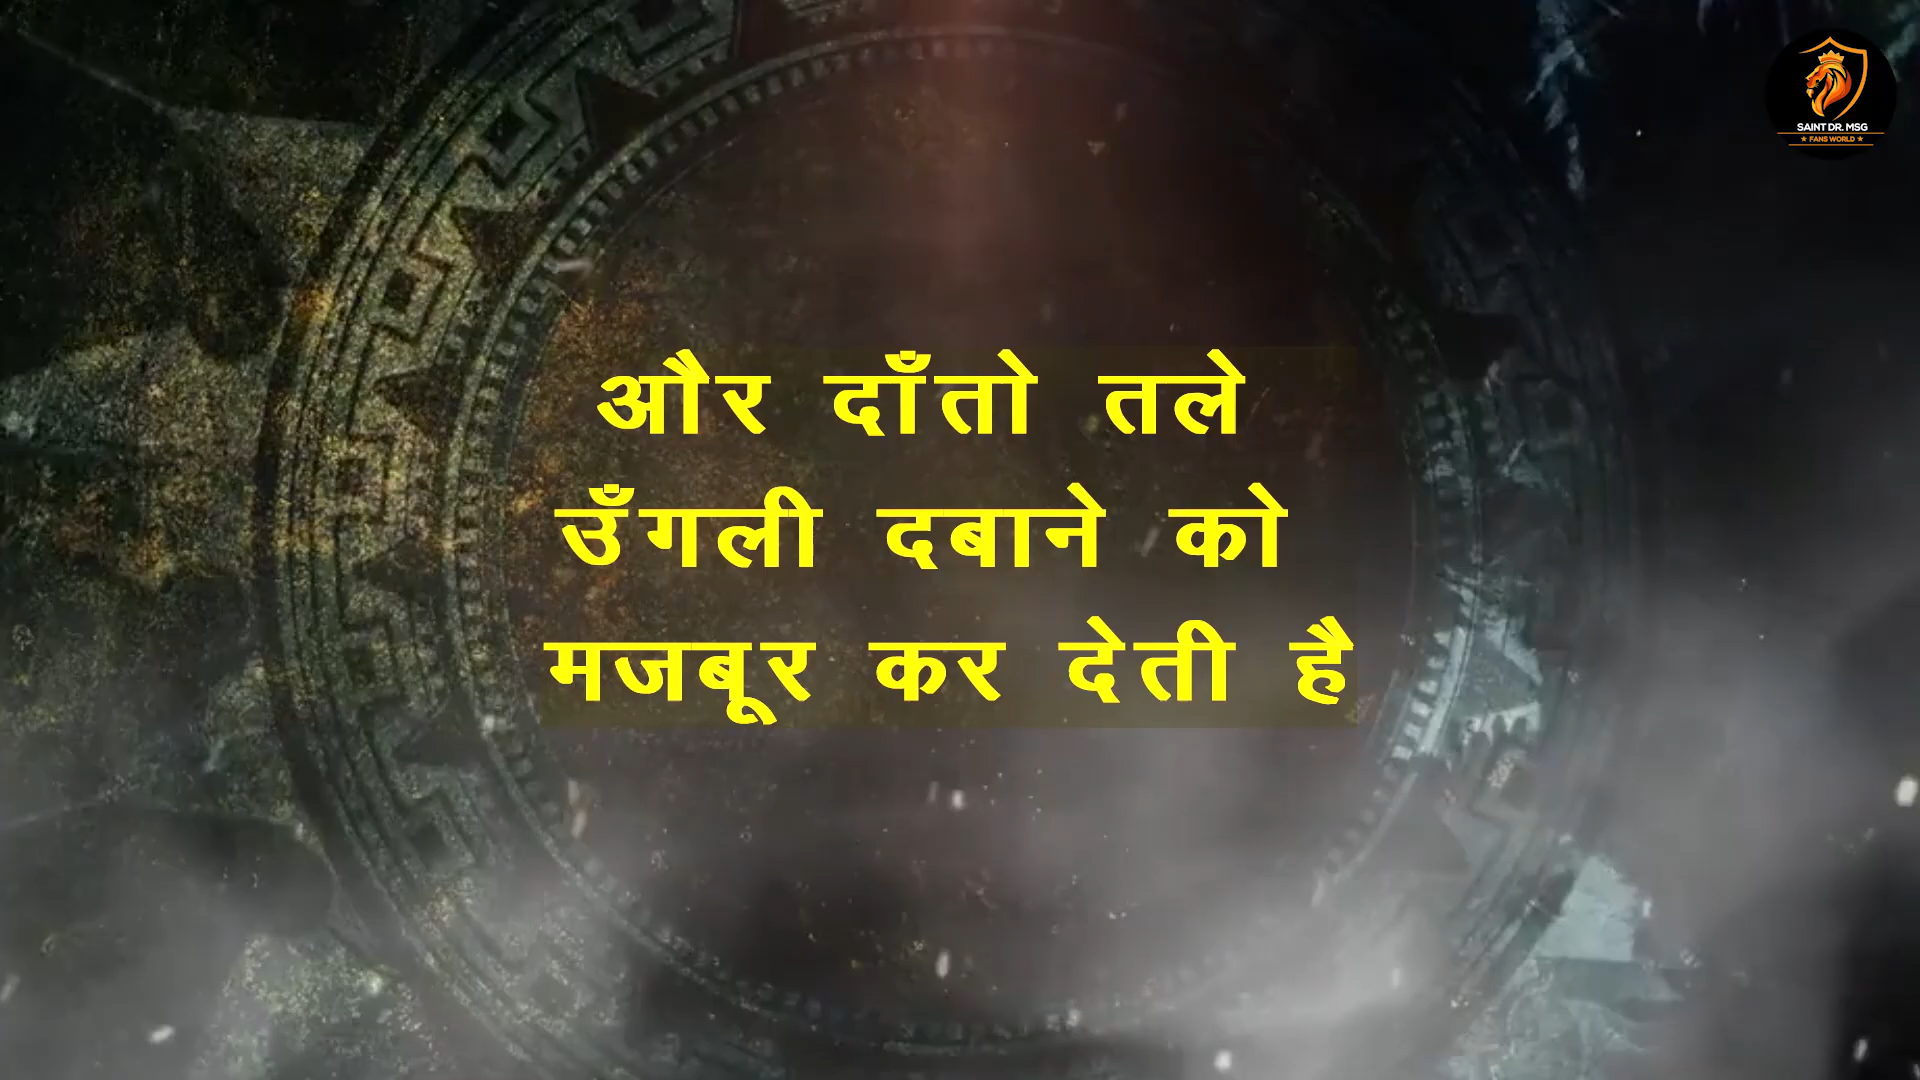 SAINT DR. MSG
★ FANS WORLD ★
और दाँतो तले
उँगली दबाने को
मजबूर कर देती है